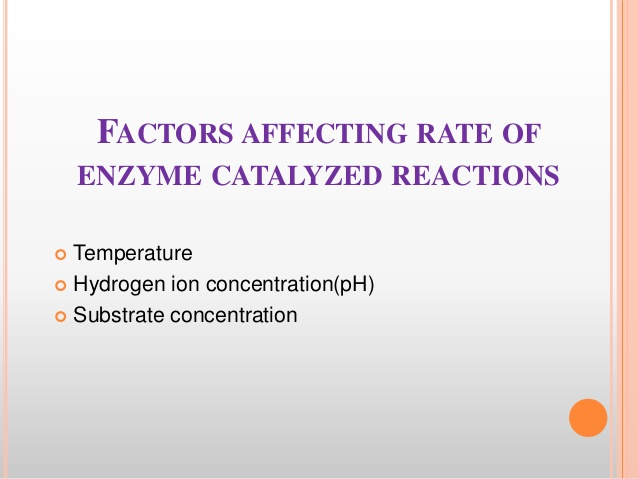 FACTORS AFFECTING RATE OF
ENZYME CATALYZED REACTIONS
Temperature
Hydrogen ion concentration(pH)
Substrate concentration